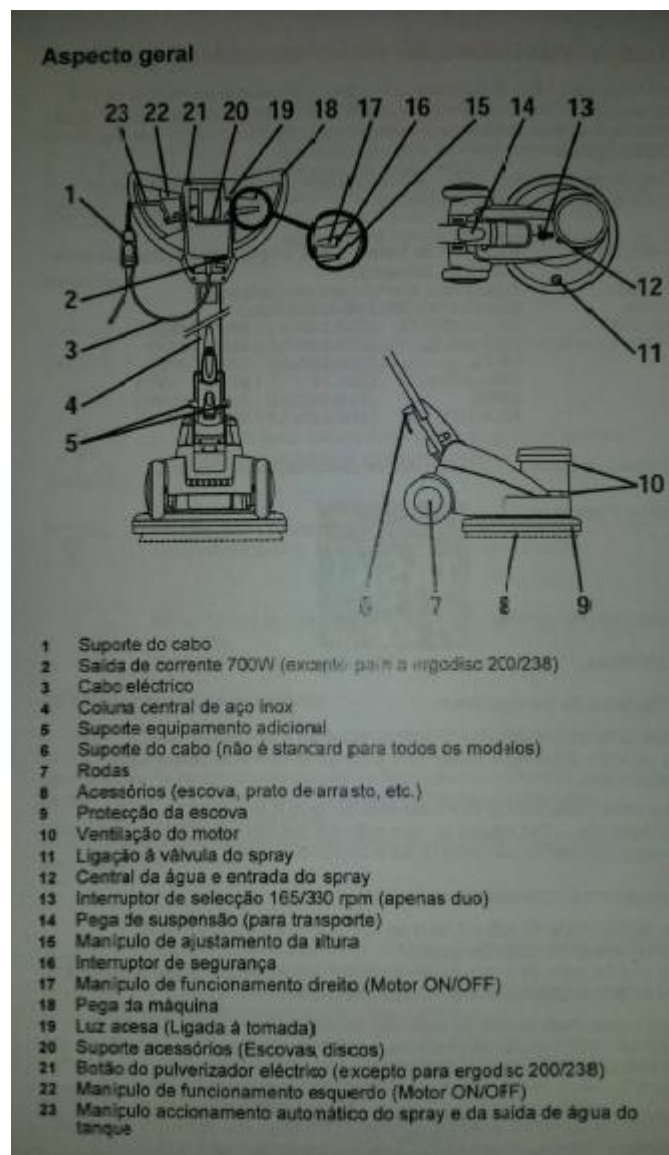 Aspecto geral
23 22 21 20 19 18 17 16 15 14 13
1
2
12
3
11
4
5
10
6 7 8 9
1 Suporte do cabo
2 Saída de corrente 700W (excepto para a ergodisc 200/238)
3 Cabo eléctrico
4 Coluna central de aço inox
5 Suporte equipamento adicional
6 Suporte do cabo (não é standard para todos os modelos)
7 Rodas
8 Acessórios (escova, prato de arrasto, etc.)
9 Protecção da escova
10 Ventilação do motor
11 Ligação à válvula do spray
12 Central da água e entrada do spray
13 Interruptor de selecção 165/330 rpm (apenas duo)
14 Pega de suspensão (para transporte)
15 Manípulo de ajustamento da altura
16 Interruptor de segurança
17 Manípulo de funcionamento direito (Motor ON/OFF)
18 Pega da máquina
19 Luz acesa (Ligada à tomada)
20 Suporte acessórios (Escovas, discos)
21 Botão do pulverizador eléctrico (excepto para ergodisc 200/238)
22 Manípulo de funcionamento esquerdo (Motor ON/OFF)
23 Manípulo accionamento automático do spray e da saída de água do
tanque